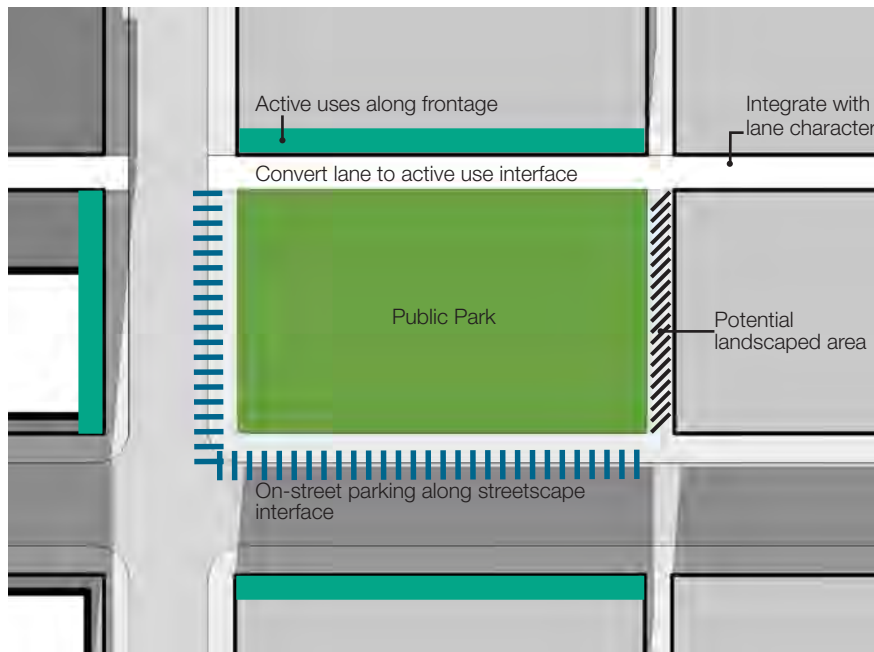 Active uses along frontage
Integrate with
lane character
Convert lane to active use interface
Public Park
Potential
landscaped area
On-street parking along streetscape
interface